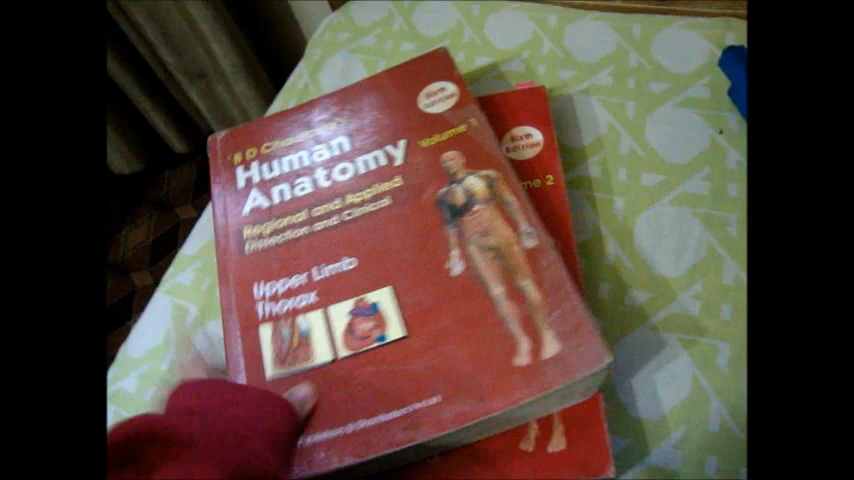 B D Chaurasia's
Human
Anatomy
Regional and Applied
Dissection and Clinical
Volume 1
Sixth
Edition
Upper Limb
Thorax
Sixth
Edition
me 2